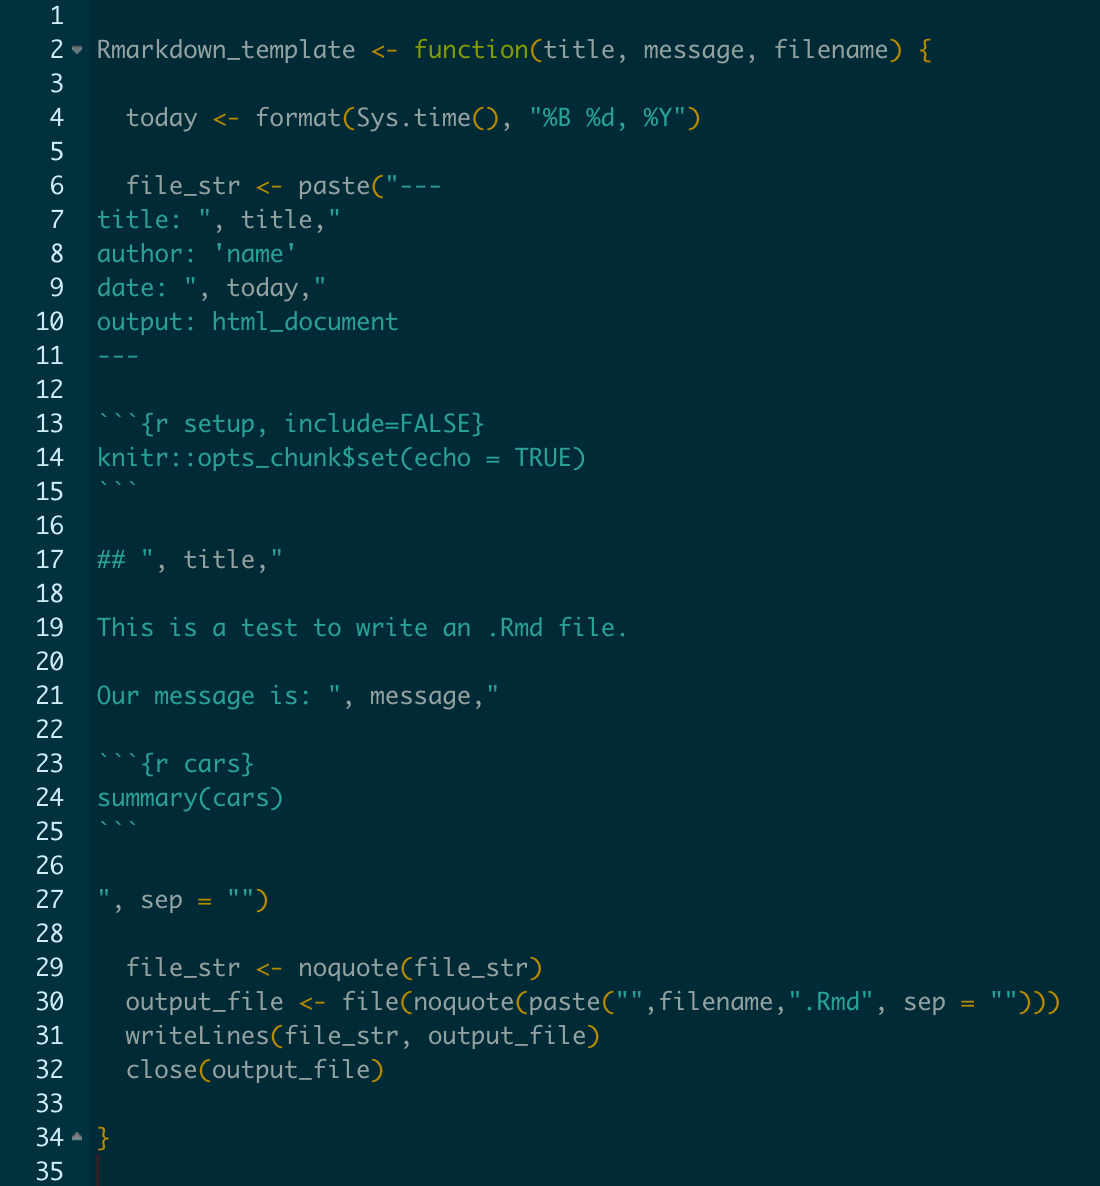 1
2 Rmarkdown_template <- function(title, message, filename) {
3
4   today <- format(Sys.time(), "%B %d, %Y")
5
6   file_str <- paste("---
7 title: ", title,"
8 author: 'name'
9 date: ", today,"
10 output: html_document
11 ---
12
13 ```{r setup, include=FALSE}
14 knitr::opts_chunk$set(echo = TRUE)
15 ```
16
17 ## ", title,"
18
19 This is a test to write an .Rmd file.
20
21 Our message is: ", message,"
22
23 ```{r cars}
24 summary(cars)
25 ```
26
27 ", sep = "")
28
29   file_str <- noquote(file_str)
30   output_file <- file(noquote(paste("",filename,".Rmd", sep = "")))
31   writeLines(file_str, output_file)
32   close(output_file)
33
34 }
35